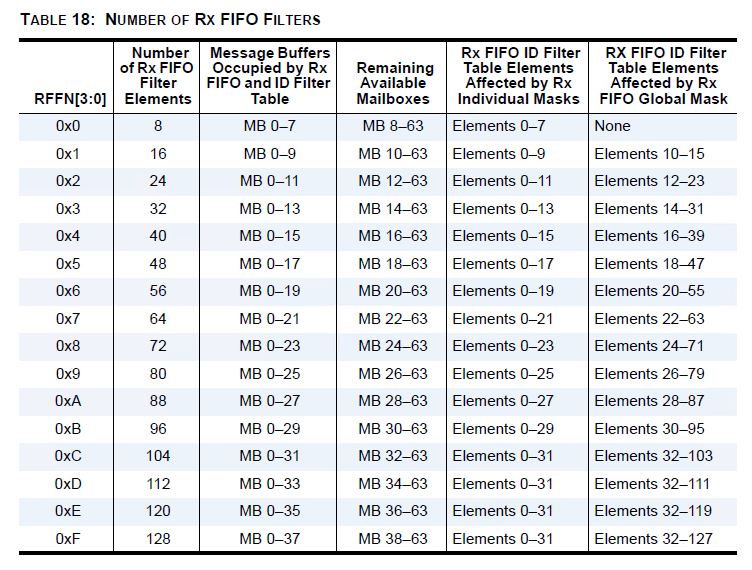 TABLE 18: NUMBER OF RX FIFO FILTERS
RFFN[3:0] Number of Rx FIFO Filter Elements Message Buffers Occupied by Rx FIFO and ID Filter Table Remaining Available Mailboxes Rx FIFO ID Filter Table Elements Affected by Rx Individual Masks RX FIFO ID Filter Table Elements Affected by Rx FIFO Global Mask
0x0 8 MB 0–7 MB 8–63 Elements 0–7 None
0x1 16 MB 0–9 MB 10–63 Elements 0–9 Elements 10–15
0x2 24 MB 0–11 MB 12–63 Elements 0–11 Elements 12–23
0x3 32 MB 0–13 MB 14–63 Elements 0–13 Elements 14–31
0x4 40 MB 0–15 MB 16–63 Elements 0–15 Elements 16–39
0x5 48 MB 0–17 MB 18–63 Elements 0–17 Elements 18–47
0x6 56 MB 0–19 MB 20–63 Elements 0–19 Elements 20–55
0x7 64 MB 0–21 MB 22–63 Elements 0–21 Elements 22–63
0x8 72 MB 0–23 MB 24–63 Elements 0–23 Elements 24–71
0x9 80 MB 0–25 MB 26–63 Elements 0–25 Elements 26–79
0xA 88 MB 0–27 MB 28–63 Elements 0–27 Elements 28–87
0xB 96 MB 0–29 MB 30–63 Elements 0–29 Elements 30–95
0xC 104 MB 0–31 MB 32–63 Elements 0–31 Elements 32–103
0xD 112 MB 0–33 MB 34–63 Elements 0–31 Elements 32–111
0xE 120 MB 0–35 MB 36–63 Elements 0–31 Elements 32–119
0xF 128 MB 0–37 MB 38–63 Elements 0–31 Elements 32–127